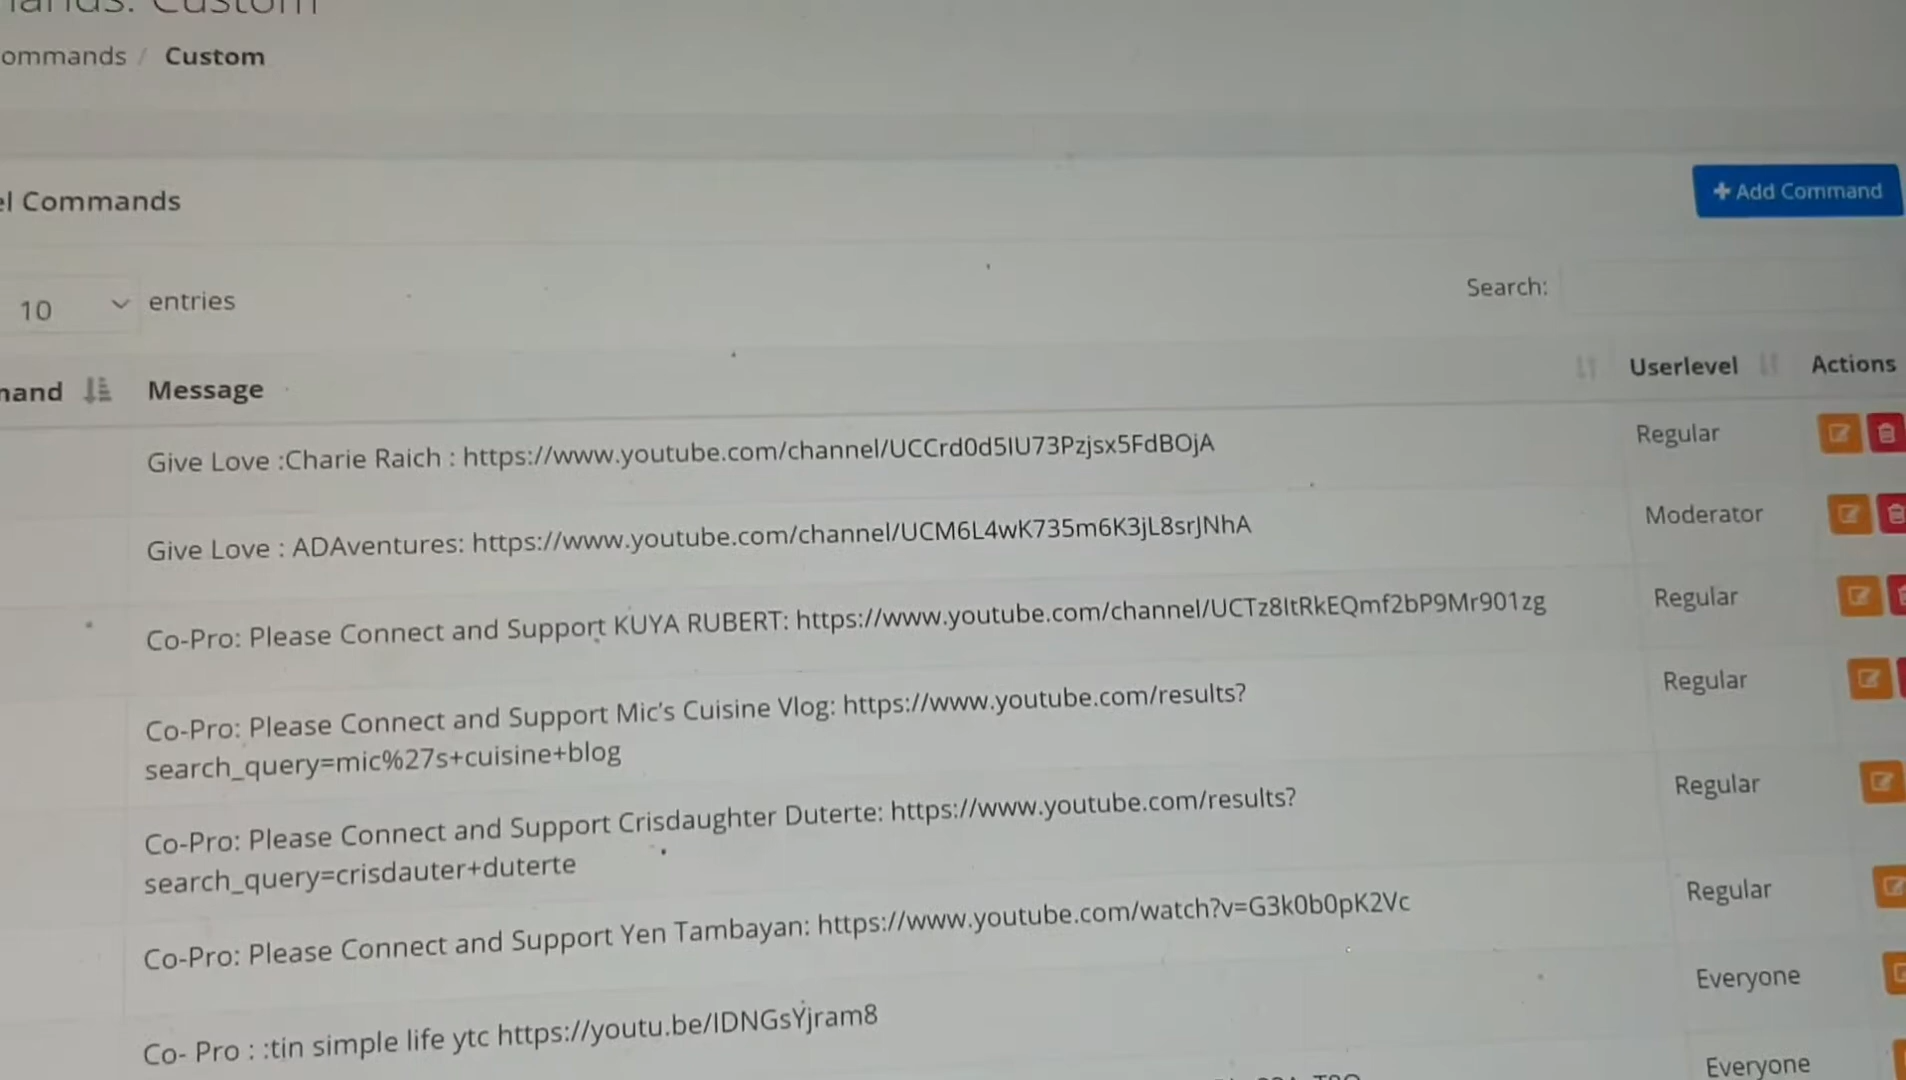 Custom
ommands / Custom
el Commands
+ Add Command
10 entries
Search:
mand Message Userlevel Actions
Give Love :Charie Raich : https://www.youtube.com/channel/UCCrd0d5IU73Pzjsx5FdBOjA Regular
Give Love : ADAventures: https://www.youtube.com/channel/UCM6L4wK735m6K3jL8srJNhA Moderator
Co-Pro: Please Connect and Support KUYA RUBERT: https://www.youtube.com/channel/UCTz8ItRkEQmf2bP9Mr901zg Regular
Co-Pro: Please Connect and Support Mic's Cuisine Vlog: https://www.youtube.com/results? Regular
search_query=mic%27s+cuisine+blog
Co-Pro: Please Connect and Support Crisdaughter Duterte: https://www.youtube.com/results? Regular
search_query=crisdauter+duterte
Co-Pro: Please Connect and Support Yen Tambayan: https://www.youtube.com/watch?v=G3k0b0pK2Vc Regular
Co- Pro : :tin simple life ytc https://youtu.be/IDNGsYjram8 Everyone
Everyone